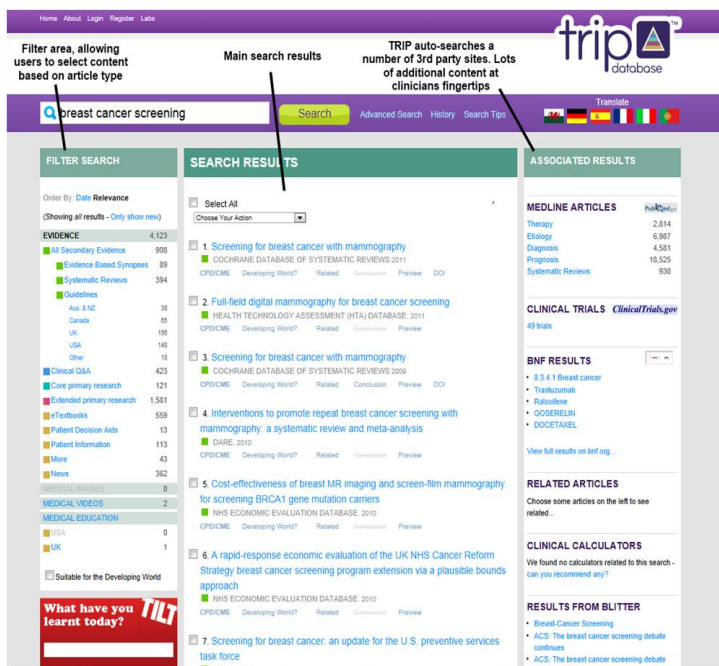 Home About Login Register Labs
Filter area, allowing
users to select content
based on article type
Main search results
TRIP auto-searches a
number of 3rd party sites. Lots
of additional content at
clinicians fingertips
trip
database
TM
breast cancer screening
Search
Advanced Search History Search Tips
Translate
FILTER SEARCH
Order By: Date Relevance
(Showing all results - Only show
new)
EVIDENCE 4,123
All Secondary Evidence 908
Evidence Based Synopses 89
Systematic Reviews 394
Guidelines
Aus. & NZ 38
Canada 65
UK 156
USA 148
Other 18
Clinical Q&A 423
Core primary research 121
Extended primary research 1,581
eTextbooks 559
Patient Decision Aids 13
Patient Information 113
More 43
News 362
MEDICAL IMAGES 0
MEDICAL VIDEOS 2
MEDICAL EDUCATION
USA 0
UK 1
Suitable for the Developing World
What have you
learnt today?
TILT
SEARCH RESULTS
Select All
Choose Your Action
1. Screening for breast cancer with mammography
COCHRANE DATABASE OF SYSTEMATIC REVIEWS 2011
CPD/CME Developing World? Related Conclusion Preview DOI
2. Full-field digital mammography for breast cancer screening
HEALTH TECHNOLOGY ASSESSMENT (HTA) DATABASE. 2011
CPD/CME Developing World? Related Conclusion Preview
3. Screening for breast cancer with mammography
COCHRANE DATABASE OF SYSTEMATIC REVIEWS 2009
CPD/CME Developing World? Related Conclusion Preview DOI
4. Interventions to promote repeat breast cancer screening with
mammography: a systematic review and meta-analysis
DARE. 2010
CPD/CME Developing World? Related Conclusion Preview
5. Cost-effectiveness of breast MR imaging and screen-film mammography
for screening BRCA1 gene mutation carriers
NHS ECONOMIC EVALUATION DATABASE. 2010
CPD/CME Developing World? Related Conclusion Preview
6. A rapid-response economic evaluation of the UK NHS Cancer Reform
Strategy breast cancer screening program extension via a plausible bounds
approach
NHS ECONOMIC EVALUATION DATABASE. 2010
CPD/CME Developing World? Related Conclusion Preview
7. Screening for breast cancer: an update for the U.S. preventive services
task force
ASSOCIATED RESULTS
MEDLINE ARTICLES
Therapy 2,814
Etiology 6,987
Diagnosis 4,581
Prognosis 18,525
Systematic Reviews 930
CLINICAL TRIALS ClinicalTrials.gov
49 trials
BNF RESULTS
8.3.4.1 Breast cancer
Trastuzumab
Raloxifene
GOSERELIN
DOCETAXEL
View full results on bnf.org...
RELATED ARTICLES
Choose some articles on the left to see
related...
CLINICAL CALCULATORS
We found no calculators related to this search -
can you recommend any?
RESULTS FROM BLITTER
Breast-Cancer Screening
ACS: The breast cancer screening debate
continues
ACS: The breast cancer screening debate